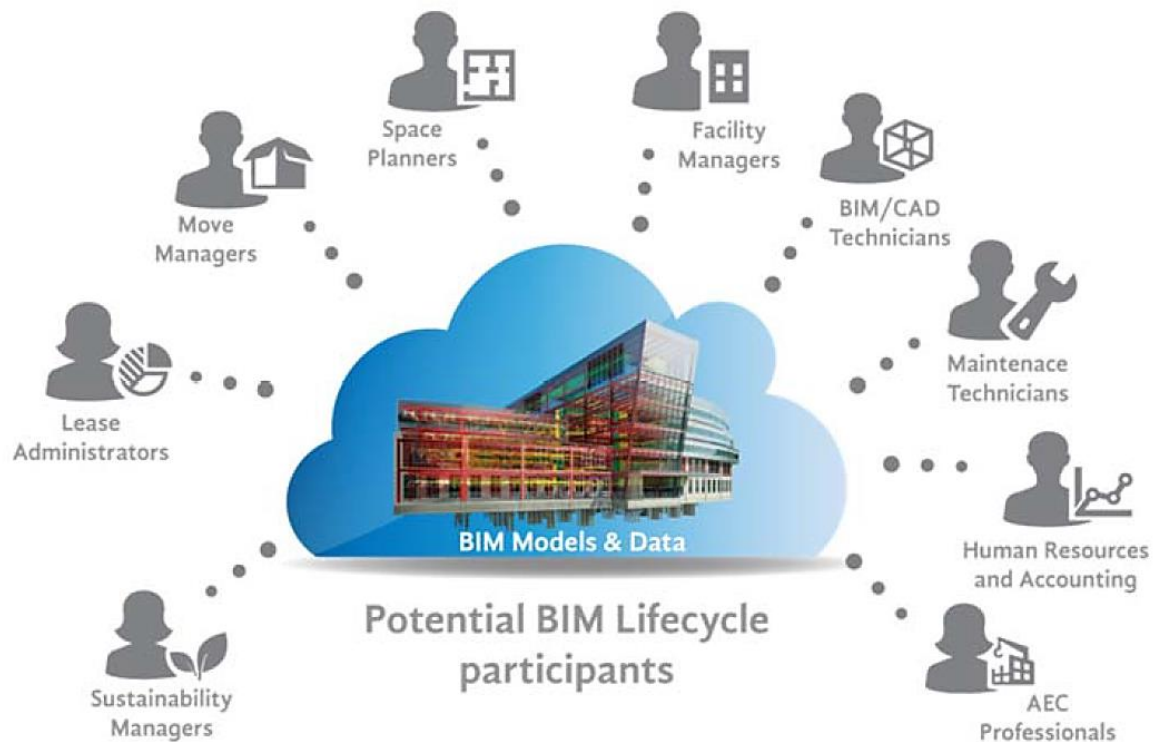 Space
Planners
Facility
Managers
Move
Managers
BIM/CAD
Technicians
Lease
Administrators
Maintenace
Technicians
Human Resources
and Accounting
BIM Models & Data
Potential BIM Lifecycle
participants
Sustainability
Managers
AEC
Professionals